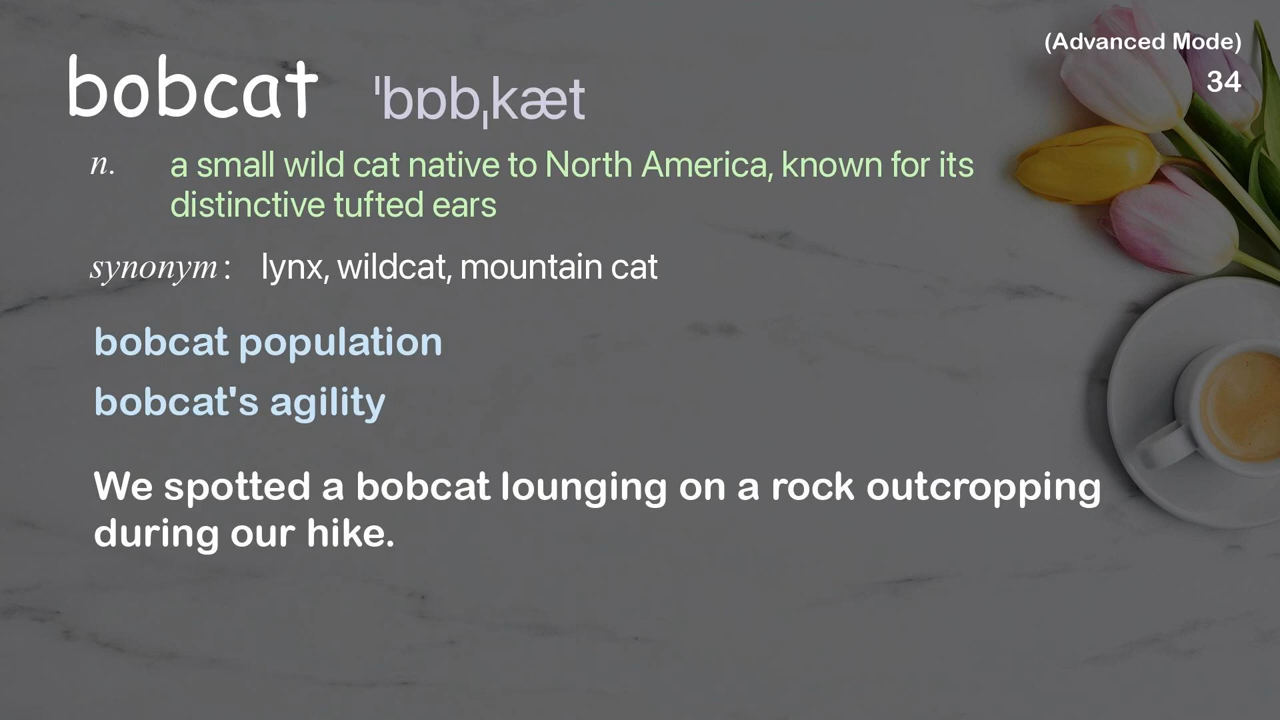 (Advanced Mode)
34
bobcat ˈbɒbˌkæt
n. a small wild cat native to North America, known for its
distinctive tufted ears
synonym: lynx, wildcat, mountain cat
bobcat population
bobcat's agility
We spotted a bobcat lounging on a rock outcropping
during our hike.